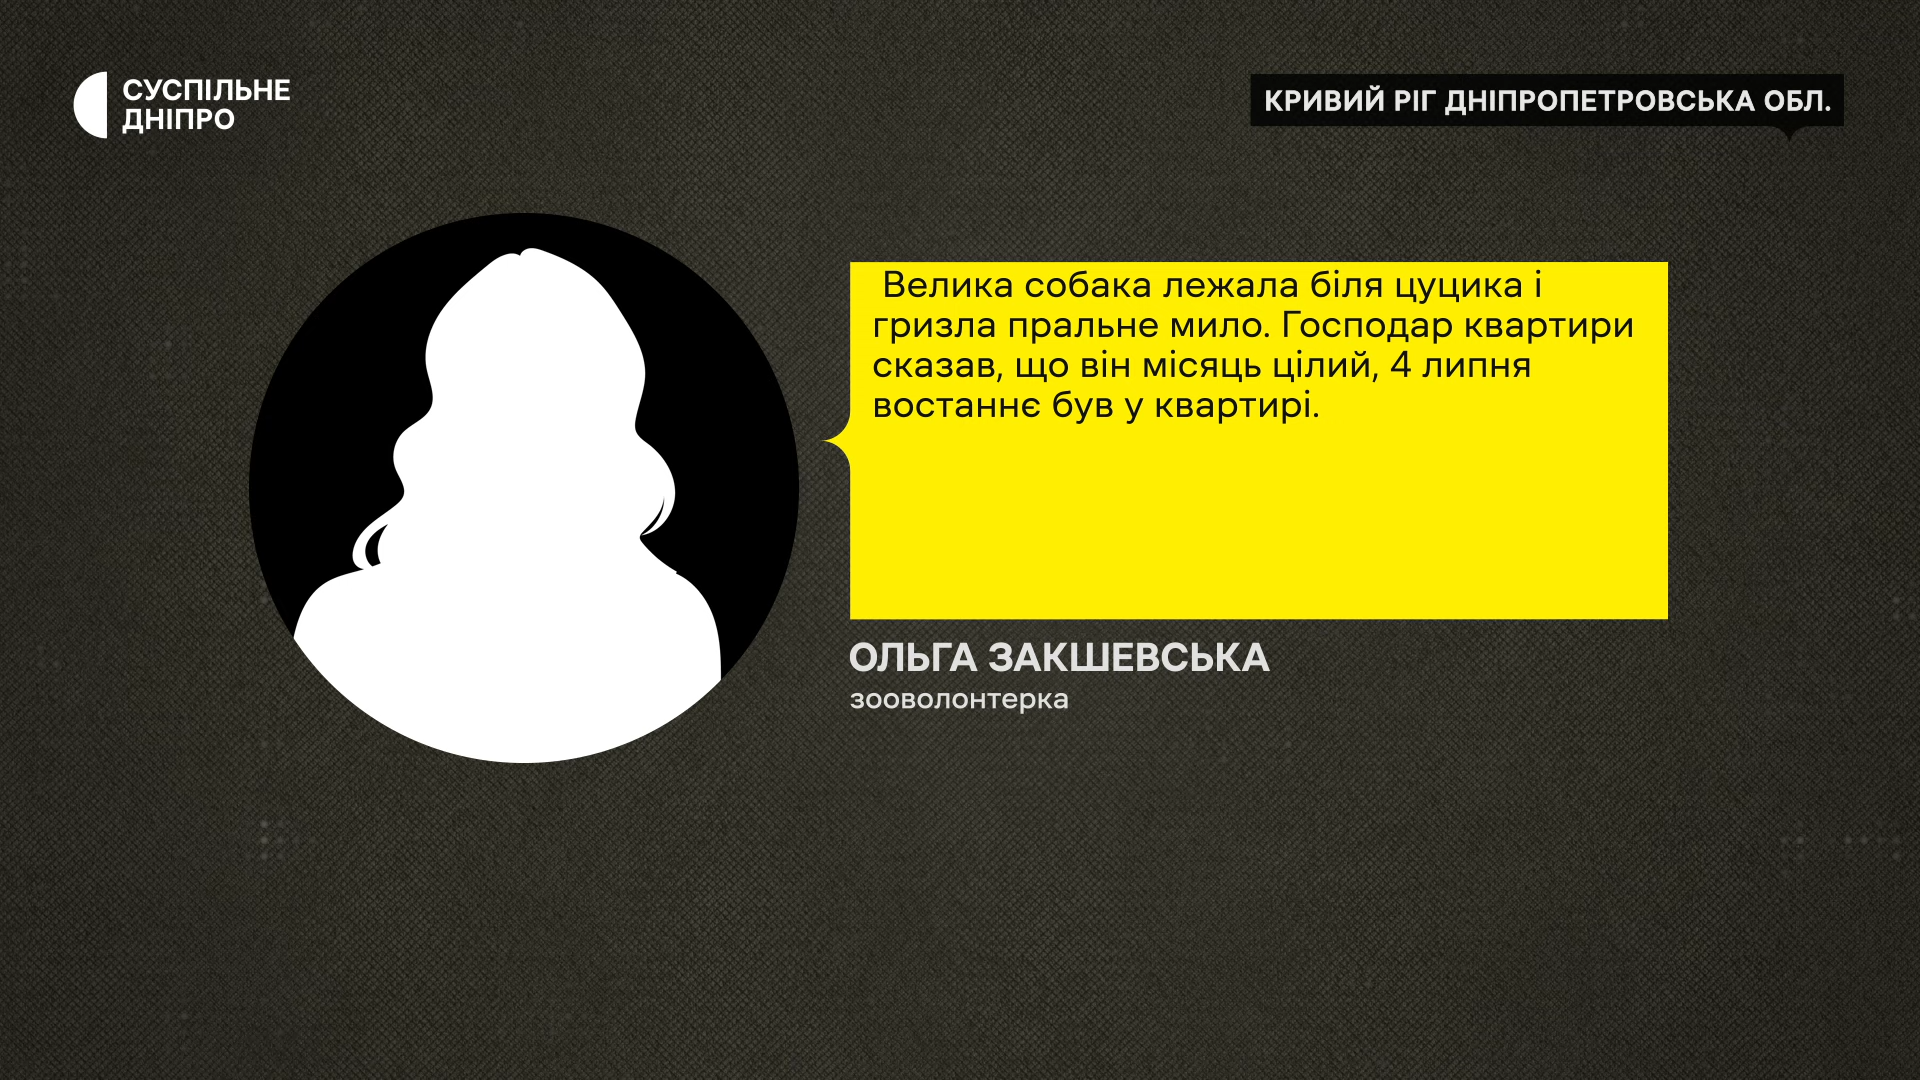 СУСПІЛЬНЕ
ДНІПРО
КРИВИЙ РІГ ДНІПРОПЕТРОВСЬКА ОБЛ.
Велика собака лежала біля цуцика і
гризла пральне мило. Господар квартири
сказав, що він місяць цілий, 4 липня
востаннє був у квартирі.
ОЛЬГА ЗАКШЕВСЬКА
зооволонтерка